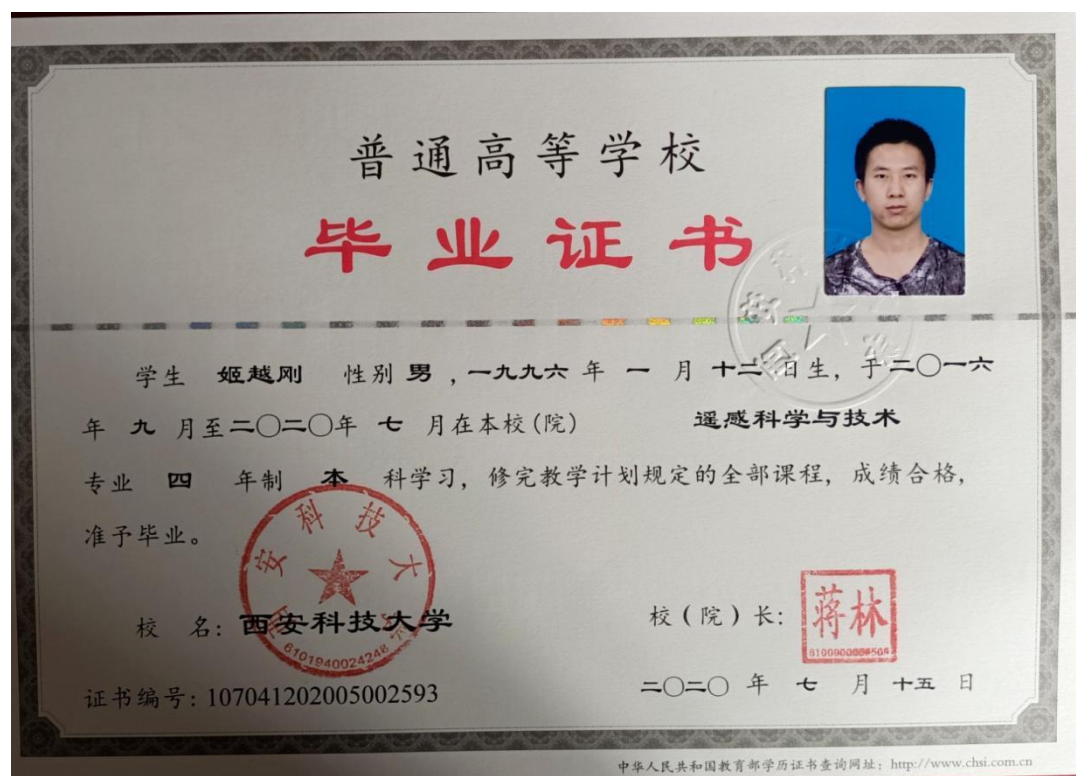 普通高等学校
毕业证书
学生 姬越刚 性别 男 ,一九九六 年 一 月 十二 日生, 于二〇一六
年 九 月至二〇二〇年 七 月在本校(院) 遥感科学与技术
专业 四 年制 本 科学习, 修完教学计划规定的全部课程, 成绩合格,
准予毕业。
校 名: 西安科技大学
校(院)长: 蒋林
西安科技大学
6101940024248
证书编号: 107041202005002593
二〇二〇 年 七 月 十五 日
中华人民共和国教育部学历证书查询网址: http://www.chsi.com.cn